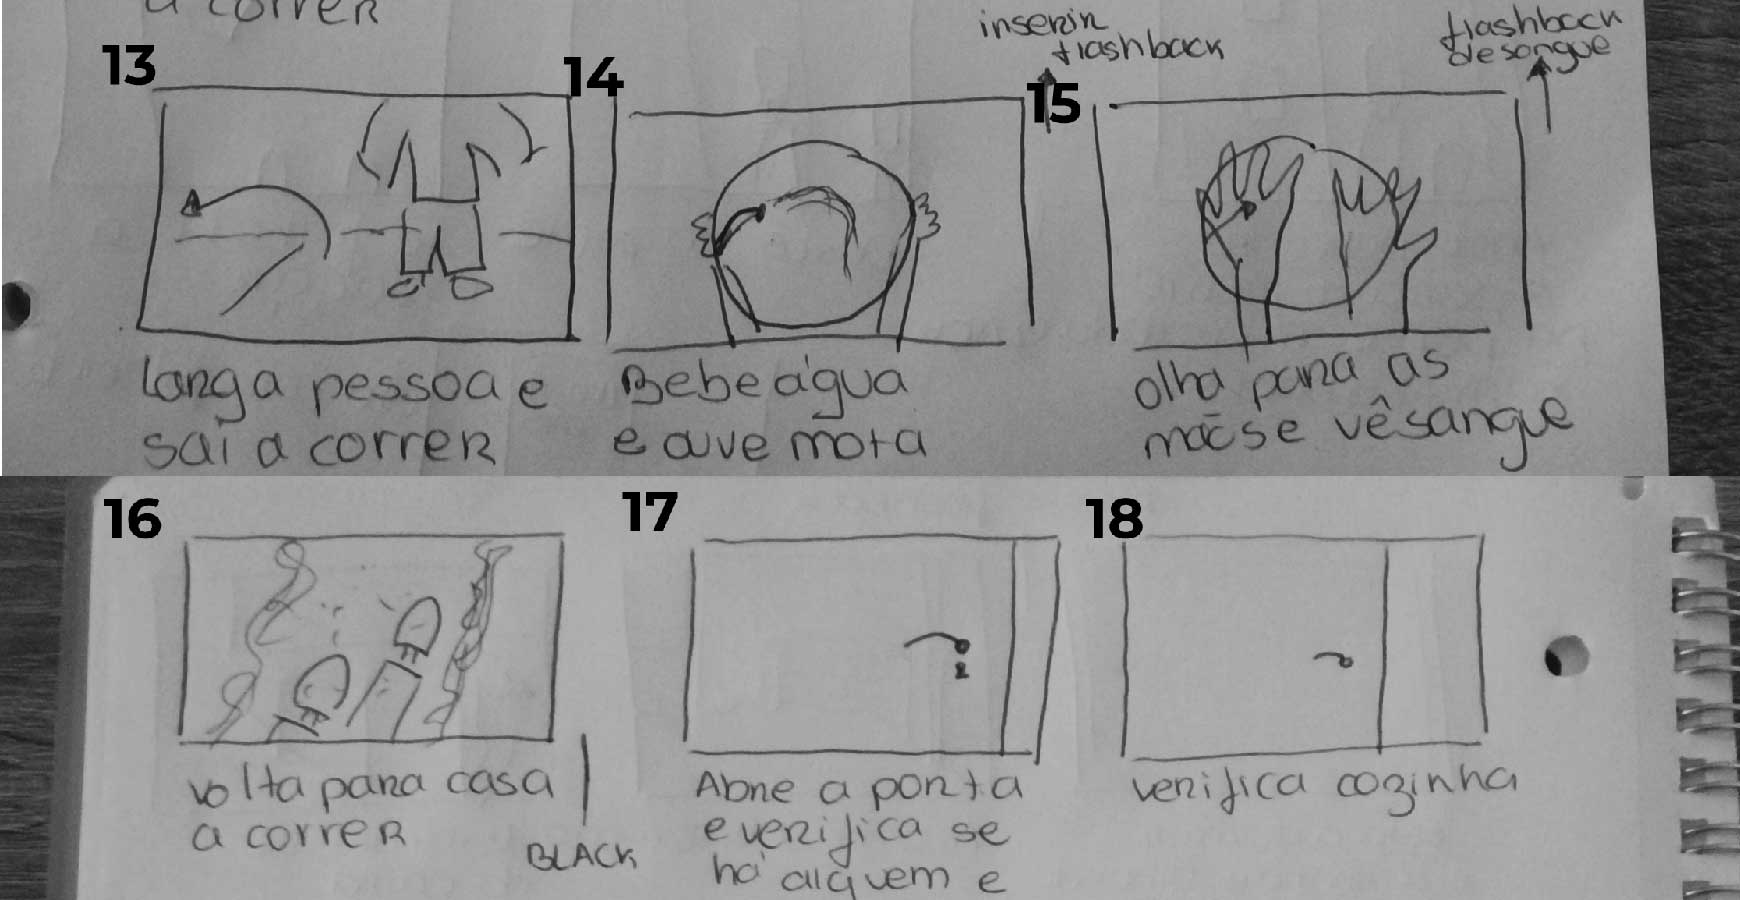 a correr
inserir
flashback
flashback
de sangue
13
14
15
Larga pessoa e
sai a correr
Bebe água
e ouve mota
olha para as
mãos e vê sangue
16
17
18
volta para casa
a correr
BLACK
Abre a porta
e verifica se
há alguem e
verifica cozinha